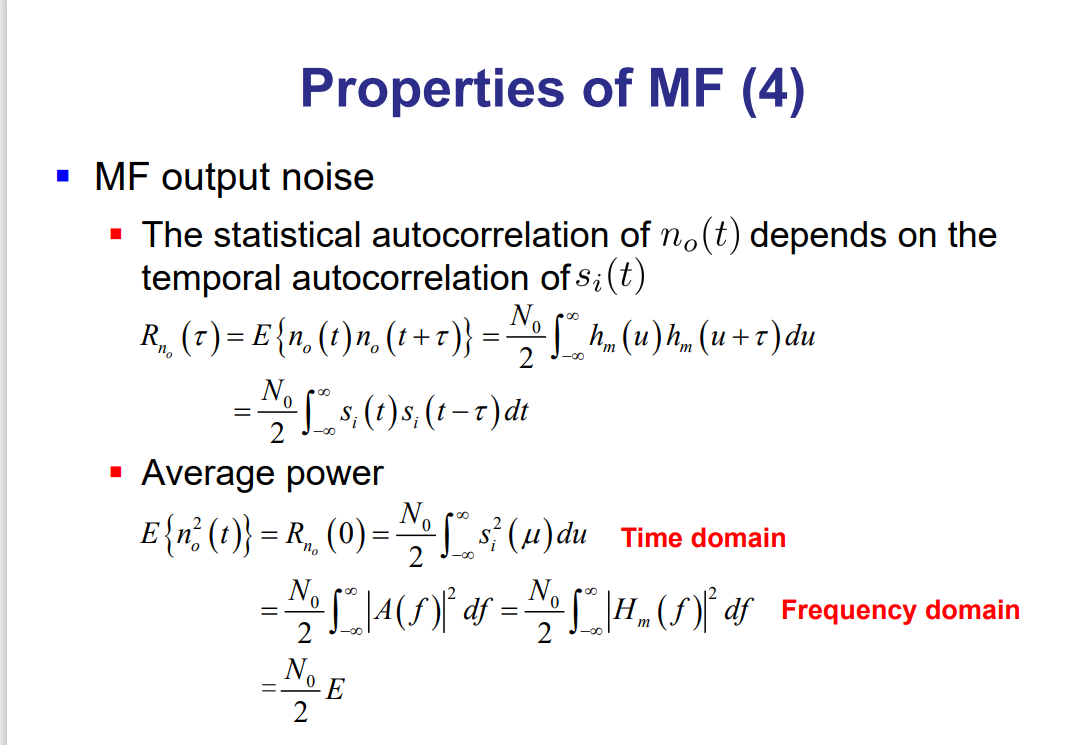 Properties of MF (4)
▪ MF output noise
▪ The statistical autocorrelation of $n_o(t)$ depends on the
temporal autocorrelation of $s_i(t)$
$R_{n_o}(\tau) = E\{n_o(t)n_o(t+\tau)\} = \frac{N_0}{2}\int_{-\infty}^{\infty} h_m(u)h_m(u+\tau)du$
$= \frac{N_0}{2}\int_{-\infty}^{\infty} s_i(t)s_i(t-\tau)dt$
▪ Average power
$E\{n_o^2(t)\} = R_{n_o}(0) = \frac{N_0}{2}\int_{-\infty}^{\infty} s_i^2(\mu)du$ Time domain
$= \frac{N_0}{2}\int_{-\infty}^{\infty} |A(f)|^2 df = \frac{N_0}{2}\int_{-\infty}^{\infty} |H_m(f)|^2 df$ Frequency domain
$= \frac{N_0}{2}E$